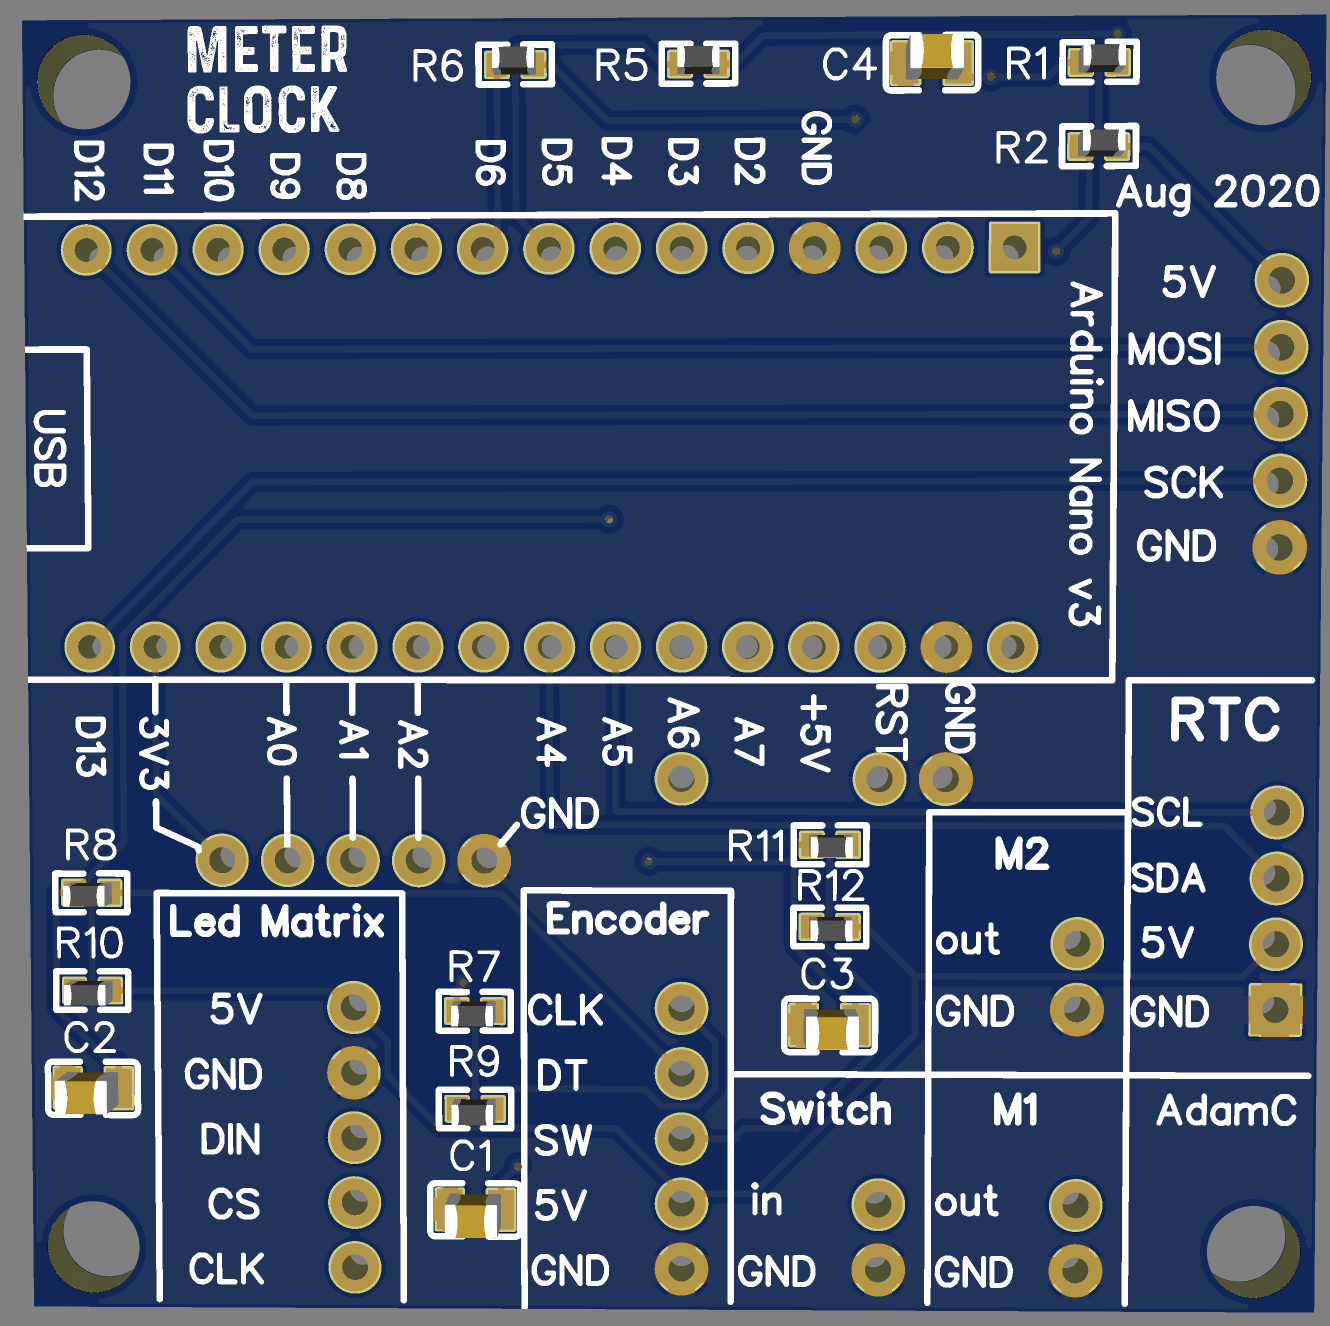 METER
CLOCK
R6
R5
C4
R1
R2
D12
D11
D10
D9
D8
D6
D5
D4
D3
D2
GND
Aug 2020
5V
MOSI
MISO
SCK
GND
Arduino Nano v3
USB
D13
3V3
A0
A1
A2
A4
A5
A6
A7
+5V
RST
GND
GND
RTC
SCL
SDA
5V
GND
R8
R10
C2
Led Matrix
5V
GND
DIN
CS
CLK
R7
R9
C1
Encoder
CLK
DT
SW
5V
GND
R11
R12
C3
M2
out
GND
Switch
in
GND
M1
out
GND
AdamC